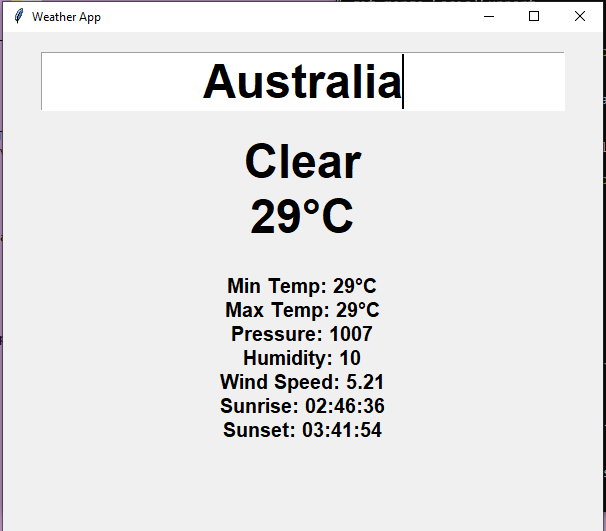 Weather App
Australia
Clear
29°C
Min Temp: 29°C
Max Temp: 29°C
Pressure: 1007
Humidity: 10
Wind Speed: 5.21
Sunrise: 02:46:36
Sunset: 03:41:54